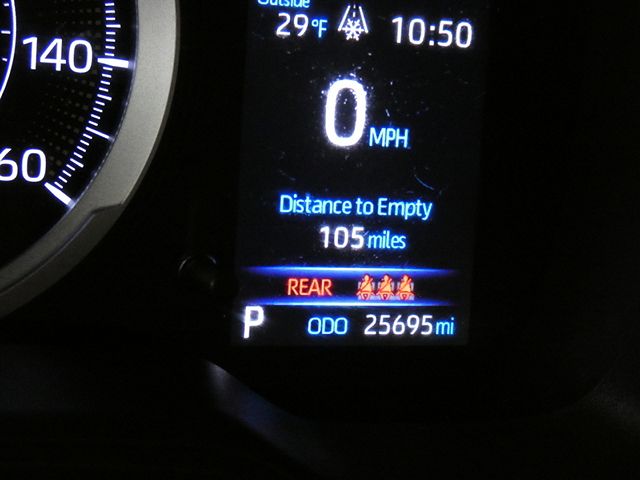 Outside
29°F 10:50
140
0 MPH
60
Distance to Empty
105 miles
REAR
P ODO 25695 mi